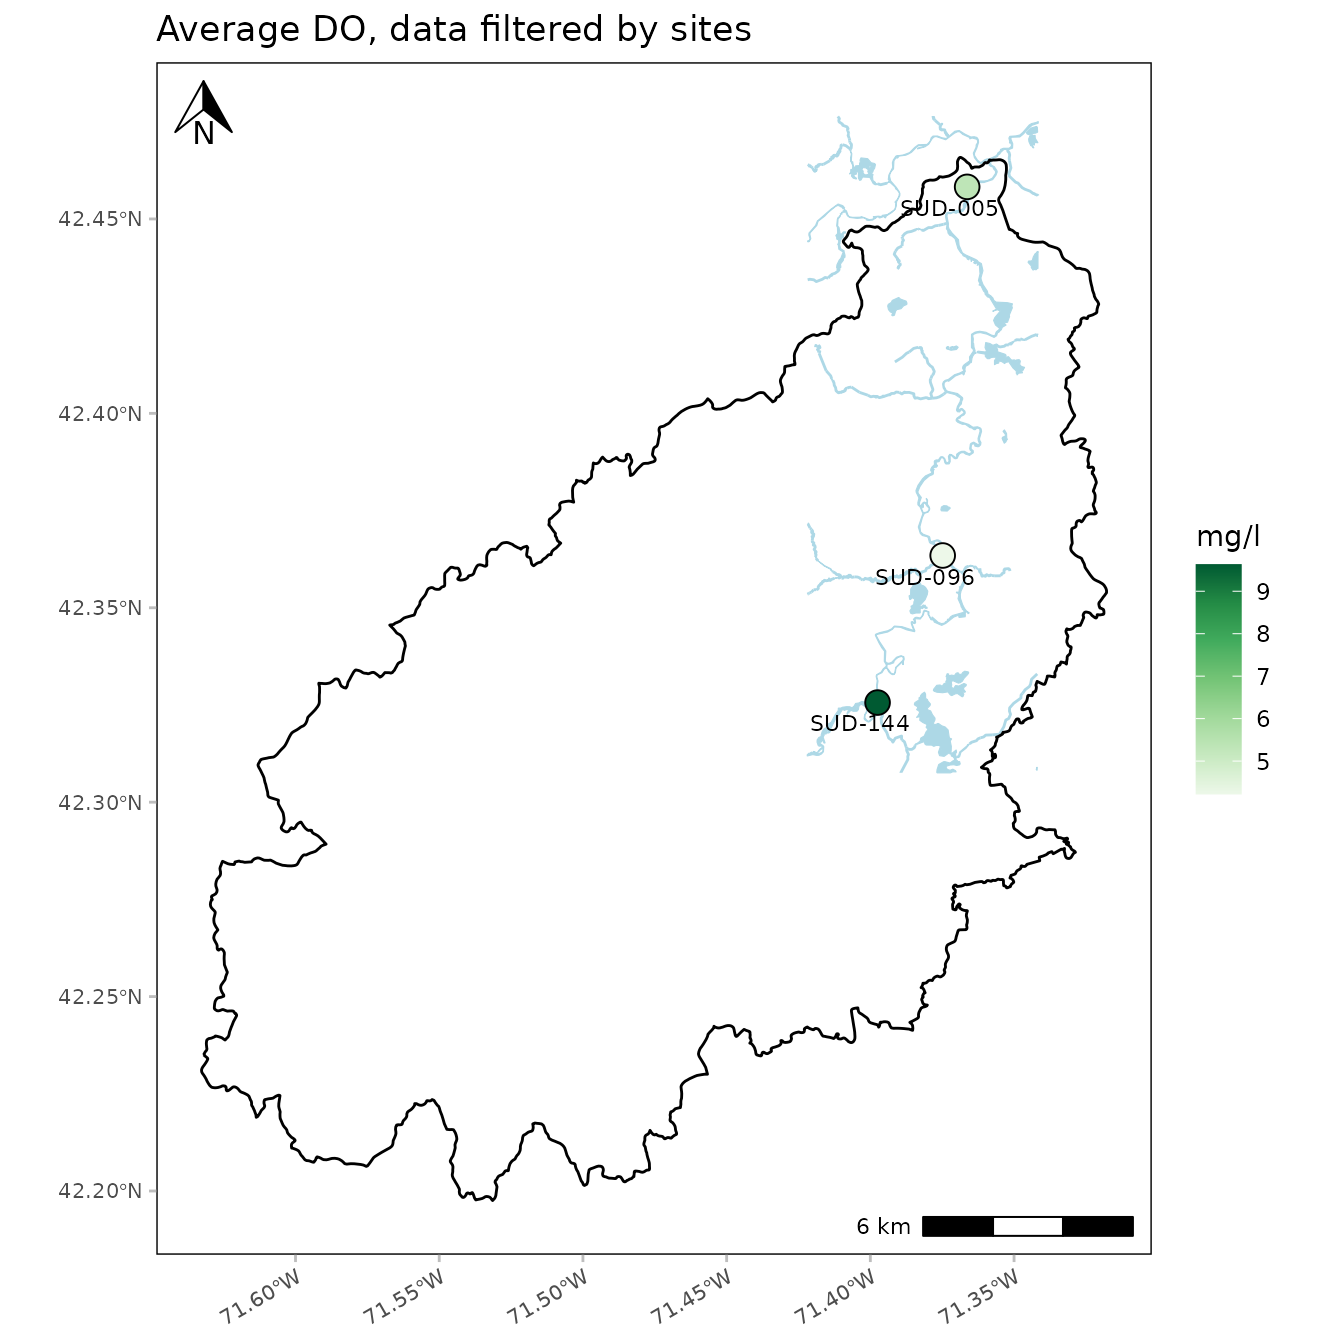 Average DO, data filtered by sites
N
SUD-005
SUD-096
SUD-144
42.45°N
42.40°N
42.35°N
42.30°N
42.25°N
42.20°N
71.60°W
71.55°W
71.50°W
71.45°W
71.40°W
71.35°W
6 km
mg/l
9
8
7
6
5